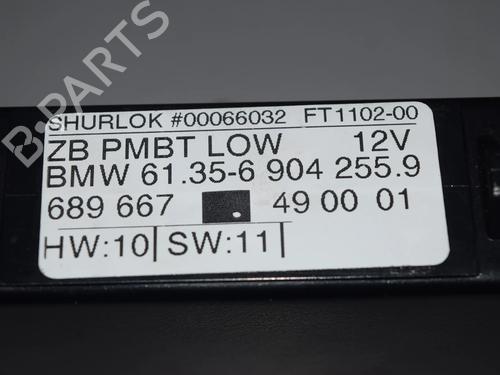 SHURLOK #00066032 FT1102-00
ZB PMBT LOW 12V
BMW 61.35-6 904 255.9
689 667 49 00 01
HW:10 SW:11
B-PARTS